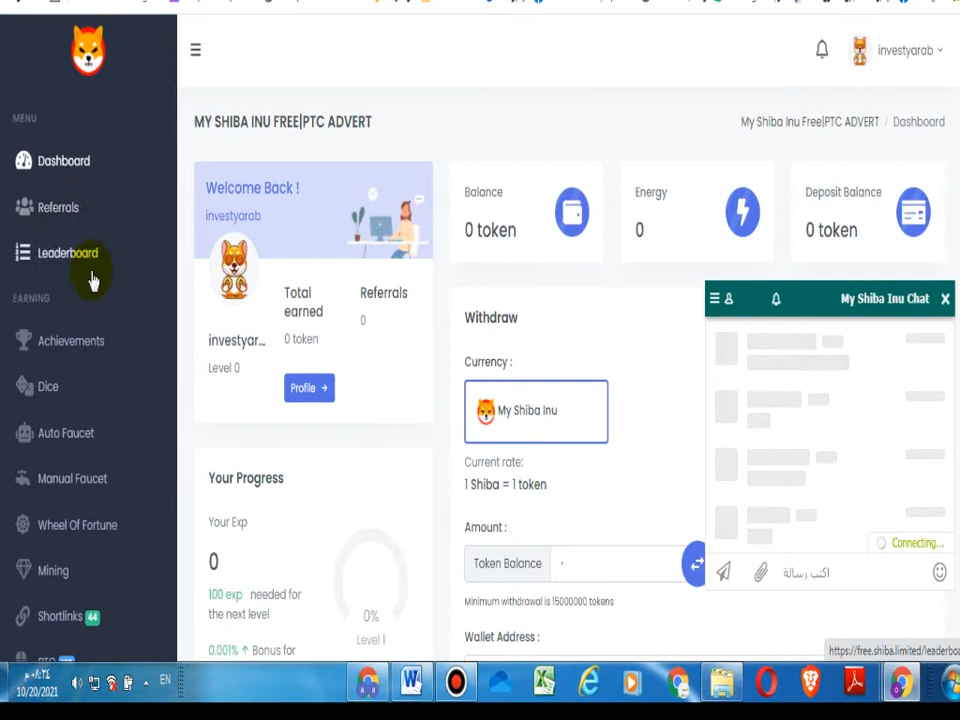 investyarab
MENU
MY SHIBA INU FREE|PTC ADVERT
My Shiba Inu Free|PTC ADVERT / Dashboard
Dashboard
Referrals
Leaderboard
EARNING
Achievements
Dice
Auto Faucet
Manual Faucet
Wheel Of Fortune
Mining
Shortlinks 44
PTC
Welcome Back !
investyarab
Total earned
Referrals
0
0 token
investyar...
Level 0
Profile →
Your Progress
Your Exp
0
100 exp needed for
the next level
0.001% ↑ Bonus for
0%
Level 1
Balance
0 token
Energy
0
Deposit Balance
0 token
Withdraw
Currency :
My Shiba Inu
Current rate:
1 Shiba = 1 token
Amount :
Token Balance
Minimum withdrawal is 15000000 tokens
Wallet Address :
My Shiba Inu Chat
Connecting...
اكتب رسالة
https://free.shiba.limited/leaderboa
EN
10/20/2021